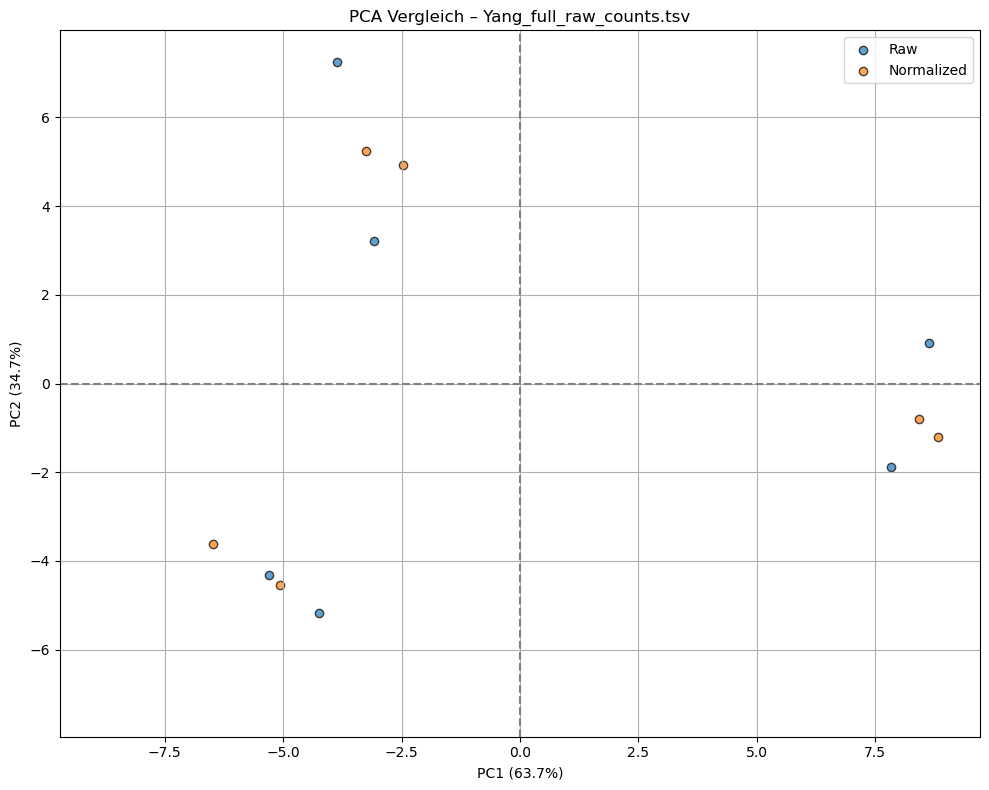 PCA Vergleich – Yang_full_raw_counts.tsv
Raw
Normalized
6
4
2
0
−2
−4
−6
PC2 (34.7%)
−7.5
−5.0
−2.5
0.0
2.5
5.0
7.5
PC1 (63.7%)